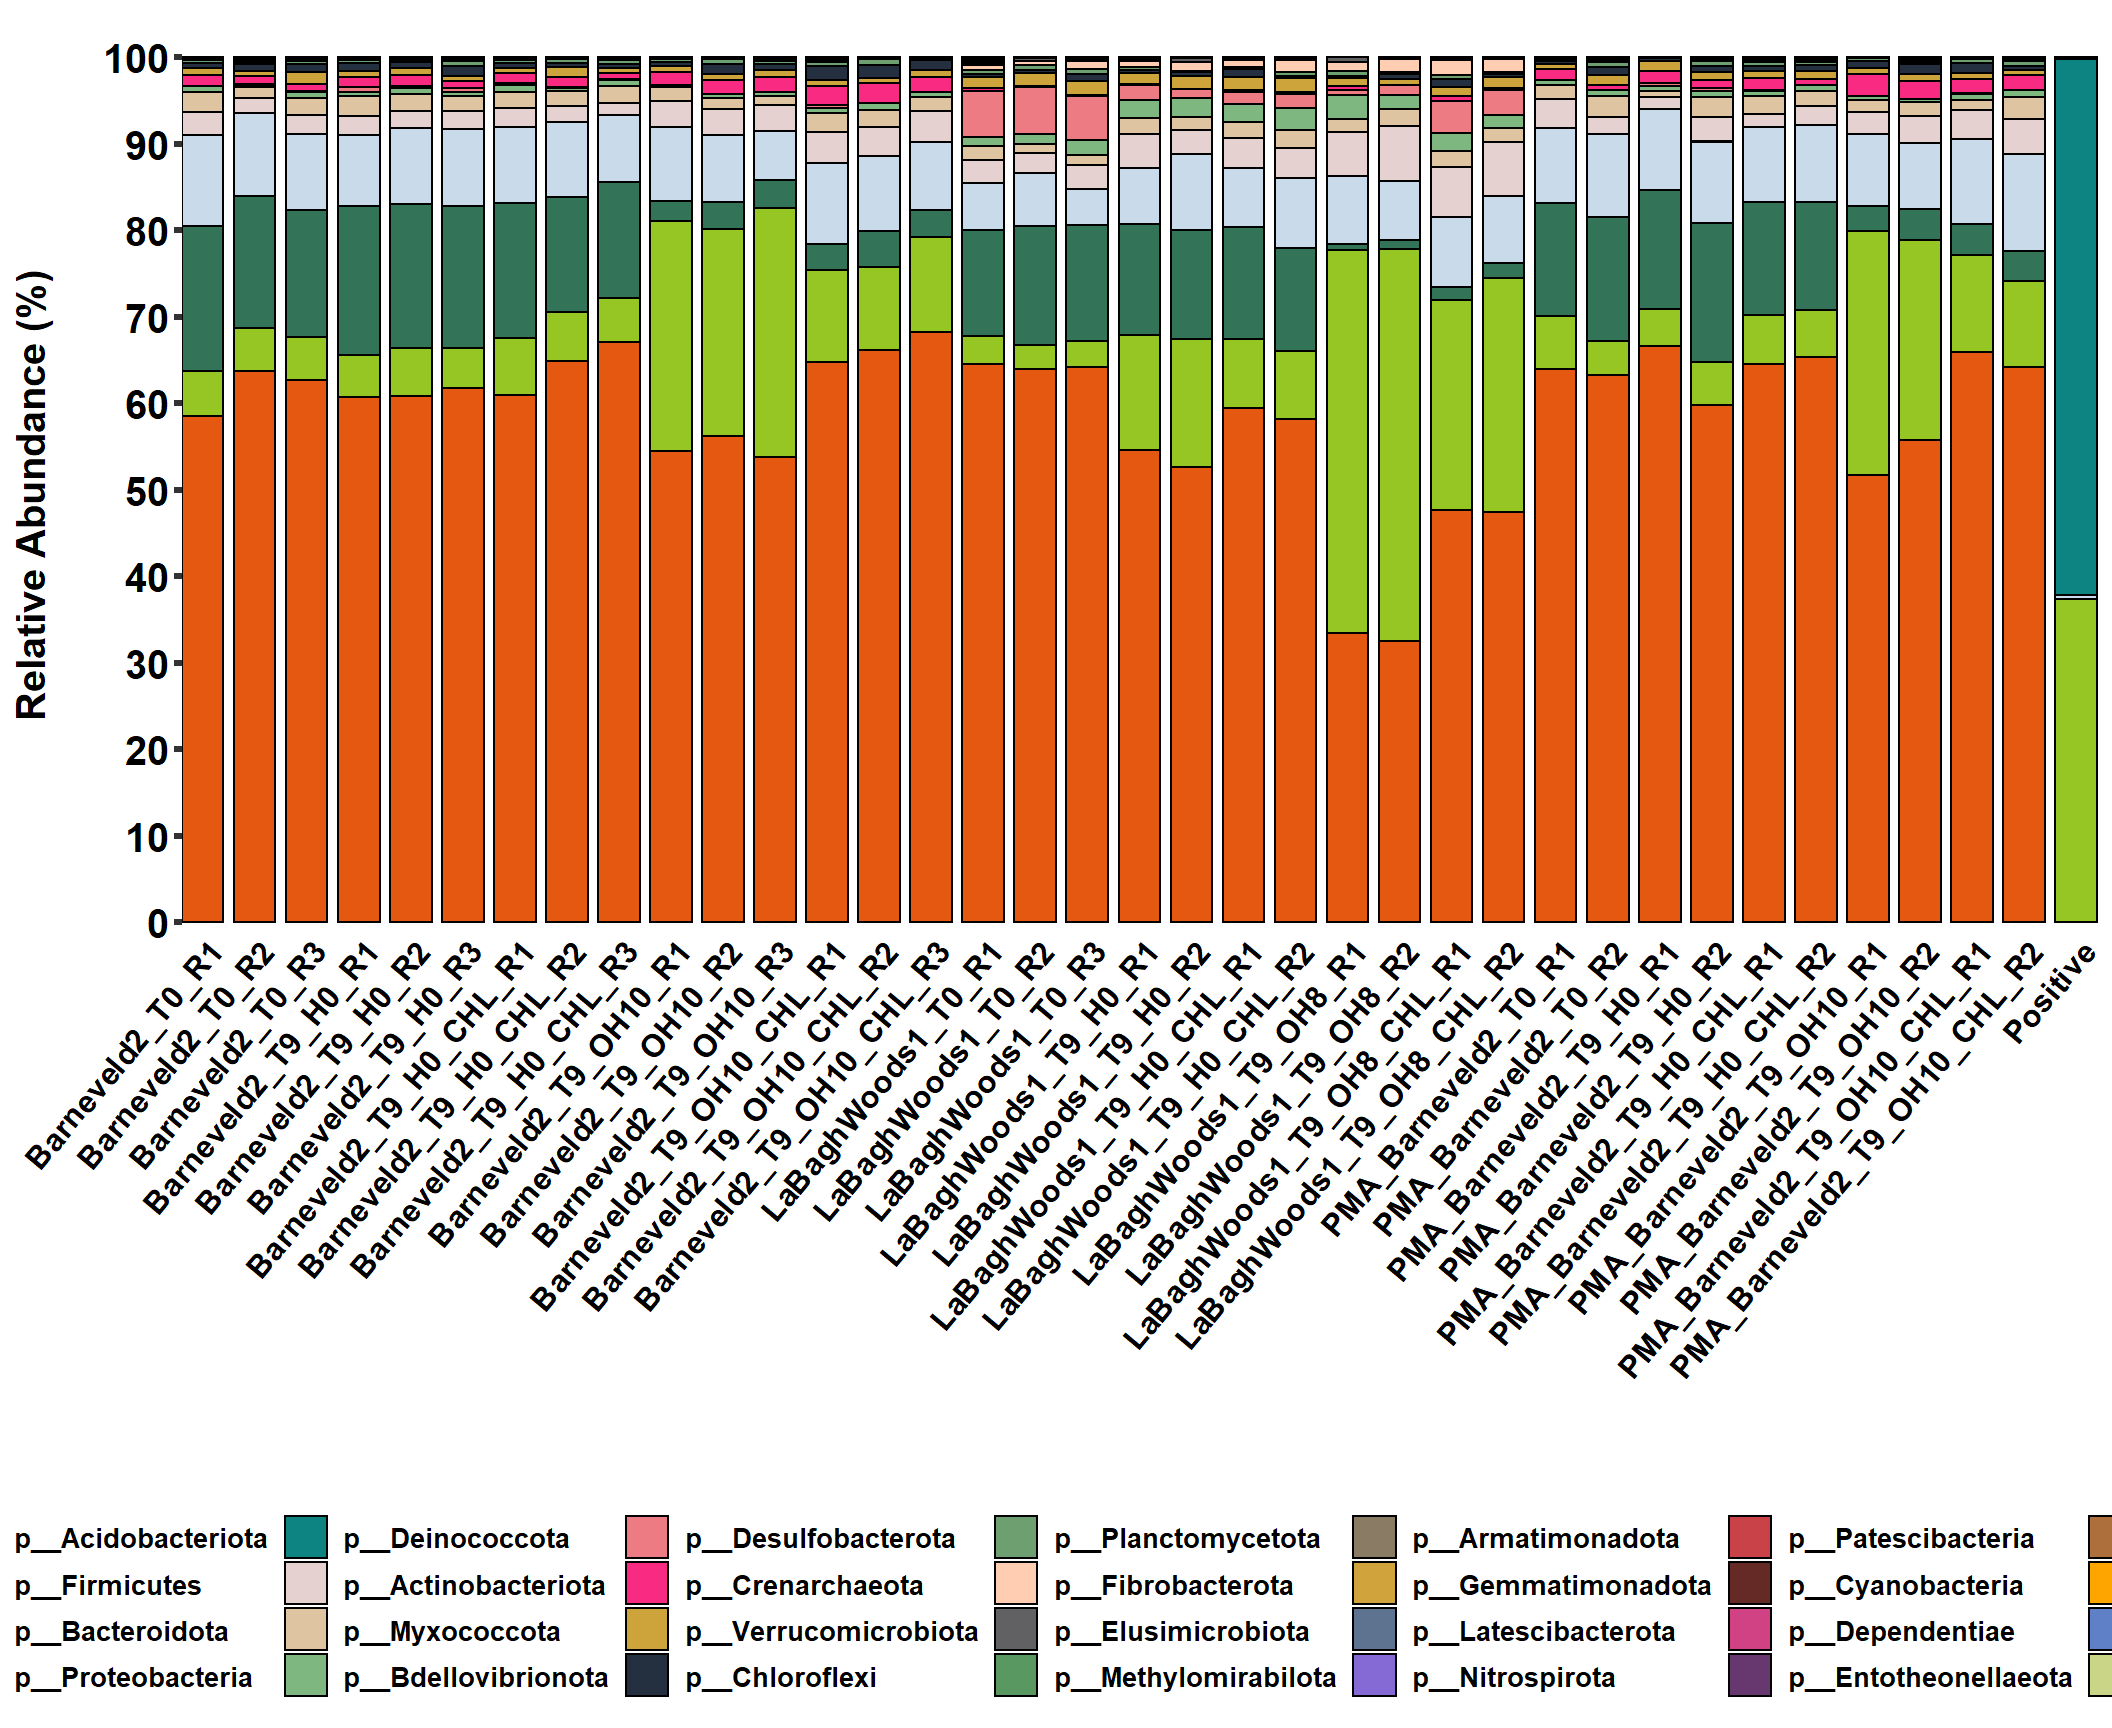 Relative Abundance (%)
100
90
80
70
60
50
40
30
20
10
0
Barneveld2_T0_R1
Barneveld2_T0_R2
Barneveld2_T0_R3
Barneveld2_T9_H0_R1
Barneveld2_T9_H0_R2
Barneveld2_T9_H0_R3
Barneveld2_T9_H0_CHL_R1
Barneveld2_T9_H0_CHL_R2
Barneveld2_T9_H0_CHL_R3
Barneveld2_T9_OH10_R1
Barneveld2_T9_OH10_R2
Barneveld2_T9_OH10_R3
Barneveld2_T9_OH10_CHL_R1
Barneveld2_T9_OH10_CHL_R2
Barneveld2_T9_OH10_CHL_R3
LaBaghWoods1_T0_R1
LaBaghWoods1_T0_R2
LaBaghWoods1_T0_R3
LaBaghWoods1_T9_H0_R1
LaBaghWoods1_T9_H0_R2
LaBaghWoods1_T9_H0_CHL_R1
LaBaghWoods1_T9_H0_CHL_R2
LaBaghWoods1_T9_OH8_R1
LaBaghWoods1_T9_OH8_R2
LaBaghWoods1_T9_OH8_CHL_R1
LaBaghWoods1_T9_OH8_CHL_R2
PMA_Barneveld2_T0_R1
PMA_Barneveld2_T0_R2
PMA_Barneveld2_T9_H0_R1
PMA_Barneveld2_T9_H0_R2
PMA_Barneveld2_T9_H0_CHL_R1
PMA_Barneveld2_T9_H0_CHL_R2
PMA_Barneveld2_T9_OH10_R1
PMA_Barneveld2_T9_OH10_R2
PMA_Barneveld2_T9_OH10_CHL_R1
PMA_Barneveld2_T9_OH10_CHL_R2
Positive
p__Acidobacteriota p__Deinococcota p__Desulfobacterota p__Planctomycetota p__Armatimonadota p__Patescibacteria
p__Firmicutes p__Actinobacteriota p__Crenarchaeota p__Fibrobacterota p__Gemmatimonadota p__Cyanobacteria
p__Bacteroidota p__Myxococcota p__Verrucomicrobiota p__Elusimicrobiota p__Latescibacterota p__Dependentiae
p__Proteobacteria p__Bdellovibrionota p__Chloroflexi p__Methylomirabilota p__Nitrospirota p__Entotheonellaeota